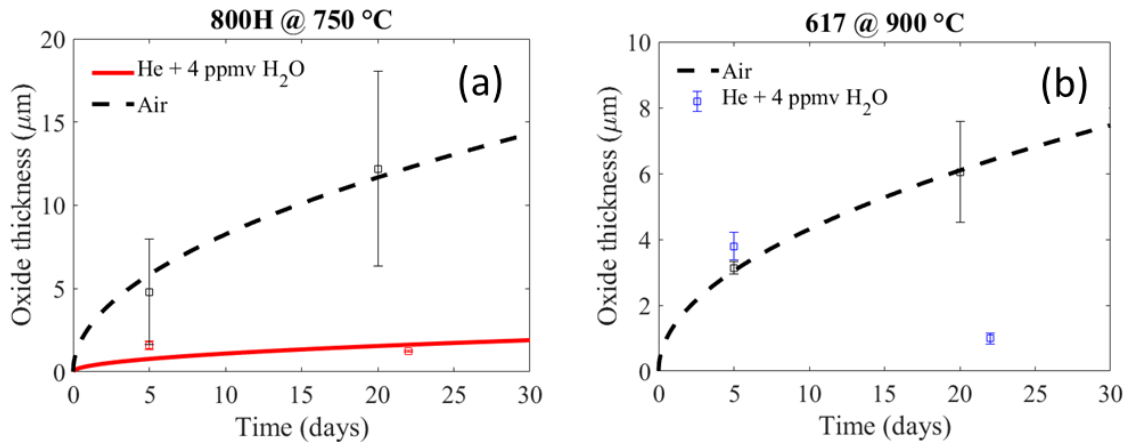 800H @ 750 °C
20
15
10
5
0
0 5 10 15 20 25 30
Oxide thickness (μm)
Time (days)
He + 4 ppmv H₂O
Air
(a)
617 @ 900 °C
10
8
6
4
2
0
0 5 10 15 20 25 30
Oxide thickness (μm)
Time (days)
Air
He + 4 ppmv H₂O
(b)